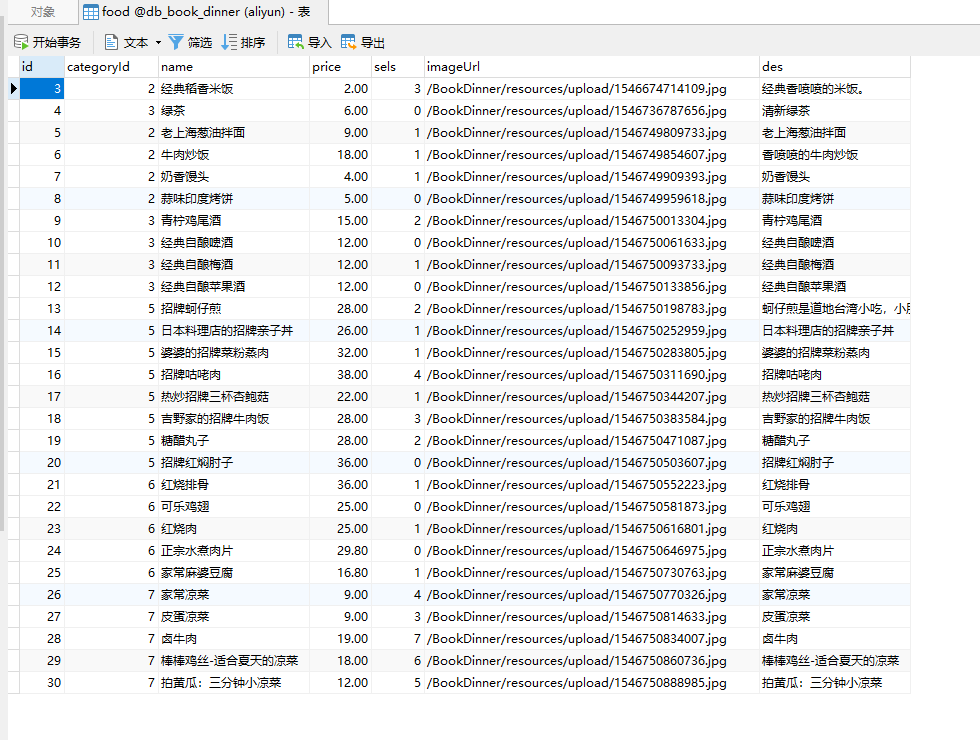 对象 food @db_book_dinner (aliyun) - 表
开始事务 文本 筛选 排序 导入 导出
id categoryId name price sels imageUrl des
3 2 经典稻香米饭 2.00 3 /BookDinner/resources/upload/1546674714109.jpg 经典香喷喷的米饭。
4 3 绿茶 6.00 0 /BookDinner/resources/upload/1546736787656.jpg 清新绿茶
5 2 老上海葱油拌面 9.00 1 /BookDinner/resources/upload/1546749809733.jpg 老上海葱油拌面
6 2 牛肉炒饭 18.00 1 /BookDinner/resources/upload/1546749854607.jpg 香喷喷的牛肉炒饭
7 2 奶香馒头 4.00 1 /BookDinner/resources/upload/1546749909393.jpg 奶香馒头
8 2 蒜味印度烤饼 5.00 0 /BookDinner/resources/upload/1546749959618.jpg 蒜味印度烤饼
9 3 青柠鸡尾酒 15.00 2 /BookDinner/resources/upload/1546750013304.jpg 青柠鸡尾酒
10 3 经典自酿啤酒 12.00 0 /BookDinner/resources/upload/1546750061633.jpg 经典自酿啤酒
11 3 经典自酿梅酒 12.00 1 /BookDinner/resources/upload/1546750093733.jpg 经典自酿梅酒
12 3 经典自酿苹果酒 12.00 0 /BookDinner/resources/upload/1546750133856.jpg 经典自酿苹果酒
13 5 招牌蚵仔煎 28.00 2 /BookDinner/resources/upload/1546750198783.jpg 蚵仔煎是道地台湾小吃，小
14 5 日本料理店的招牌亲子丼 26.00 1 /BookDinner/resources/upload/1546750252959.jpg 日本料理店的招牌亲子丼
15 5 婆婆的招牌菜粉蒸肉 32.00 1 /BookDinner/resources/upload/1546750283805.jpg 婆婆的招牌菜粉蒸肉
16 5 招牌咕咾肉 38.00 4 /BookDinner/resources/upload/1546750311690.jpg 招牌咕咾肉
17 5 热炒招牌三杯杏鲍菇 22.00 1 /BookDinner/resources/upload/1546750344207.jpg 热炒招牌三杯杏鲍菇
18 5 吉野家的招牌牛肉饭 28.00 3 /BookDinner/resources/upload/1546750383584.jpg 吉野家的招牌牛肉饭
19 5 糖醋丸子 28.00 2 /BookDinner/resources/upload/1546750471087.jpg 糖醋丸子
20 5 招牌红焖肘子 36.00 0 /BookDinner/resources/upload/1546750503607.jpg 招牌红焖肘子
21 6 红烧排骨 36.00 1 /BookDinner/resources/upload/1546750552223.jpg 红烧排骨
22 6 可乐鸡翅 25.00 0 /BookDinner/resources/upload/1546750581873.jpg 可乐鸡翅
23 6 红烧肉 25.00 1 /BookDinner/resources/upload/1546750616801.jpg 红烧肉
24 6 正宗水煮肉片 29.80 0 /BookDinner/resources/upload/1546750646975.jpg 正宗水煮肉片
25 6 家常麻婆豆腐 16.80 1 /BookDinner/resources/upload/1546750730763.jpg 家常麻婆豆腐
26 7 家常凉菜 9.00 4 /BookDinner/resources/upload/1546750770326.jpg 家常凉菜
27 7 皮蛋凉菜 9.00 3 /BookDinner/resources/upload/1546750814633.jpg 皮蛋凉菜
28 7 卤牛肉 19.00 7 /BookDinner/resources/upload/1546750834007.jpg 卤牛肉
29 7 棒棒鸡丝-适合夏天的凉菜 18.00 6 /BookDinner/resources/upload/1546750860736.jpg 棒棒鸡丝-适合夏天的凉菜
30 7 拍黄瓜：三分钟小凉菜 12.00 5 /BookDinner/resources/upload/1546750888985.jpg 拍黄瓜：三分钟小凉菜